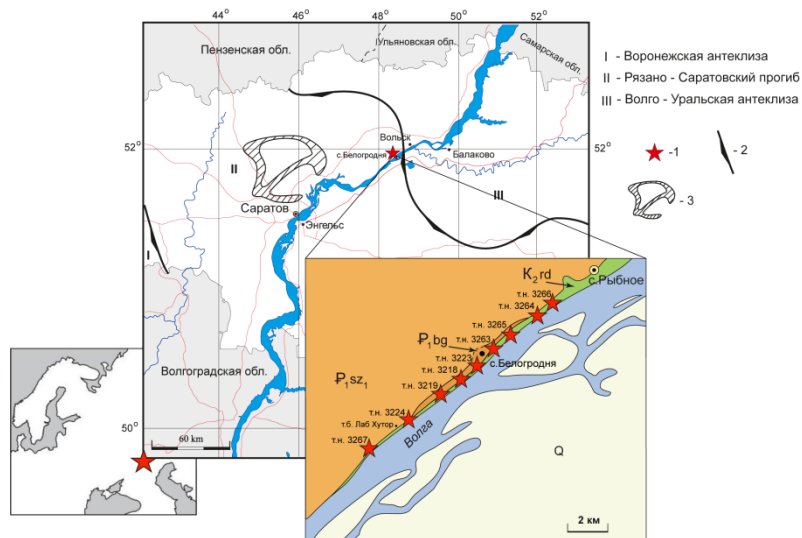 44°
46°
48°
50°
52°
Пензенская обл.
Ульяновская обл.
Самарская обл.
I - Воронежская антеклиза
II - Рязано - Саратовский прогиб
III - Волго - Уральская антеклиза
52°
Вольск
с.Белогродня
Балаково
52°
-1
- 2
II
III
- 3
Саратов
Энгельс
I
K₂rd
с.Рыбное
т.н. 3266
т.н. 3264
т.н. 3265
т.н. 3263
₽₁bg
т.н. 3223
с.Белогродня
т.н. 3218
₽₁sz₁
т.н. 3219
Волгоградская обл.
т.н. 3224
50°
т.б. Лаб Хутор
Волга
60 km
т.н. 3267
Q
2 км